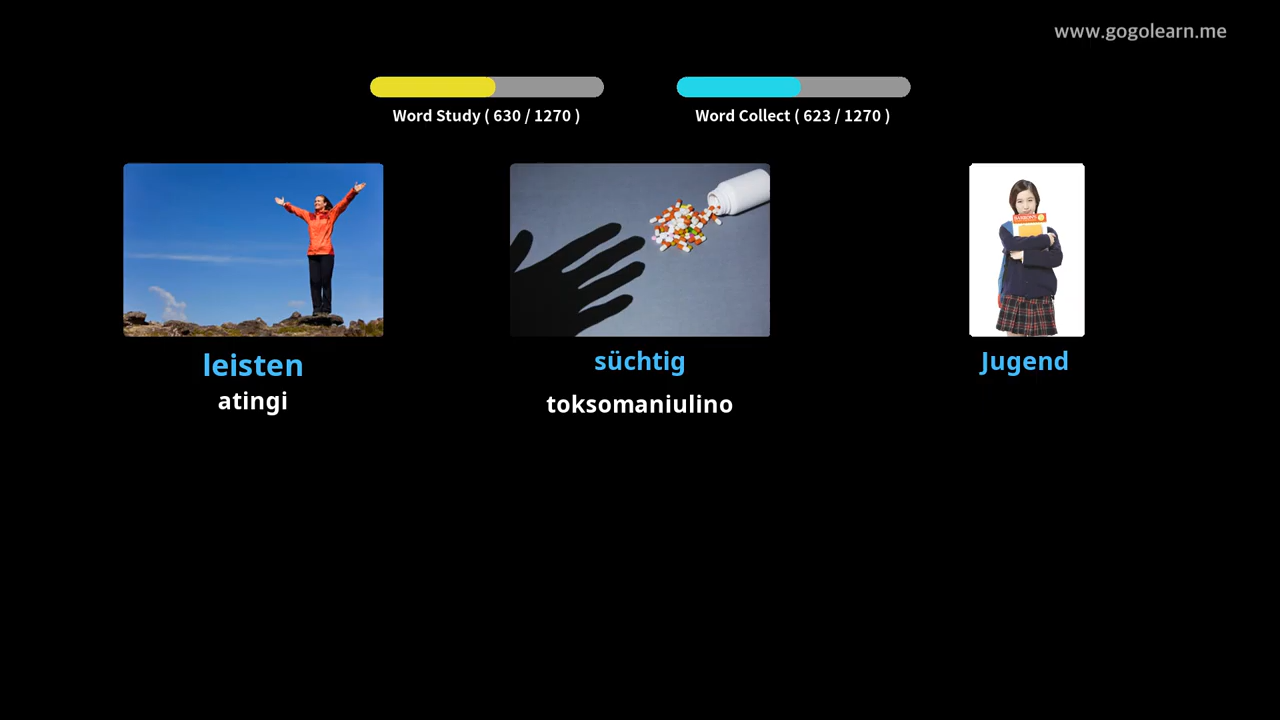 www.gogolearn.me
Word Study ( 630 / 1270 )
Word Collect ( 623 / 1270 )
leisten
atingi
süchtig
toksomaniulino
Jugend